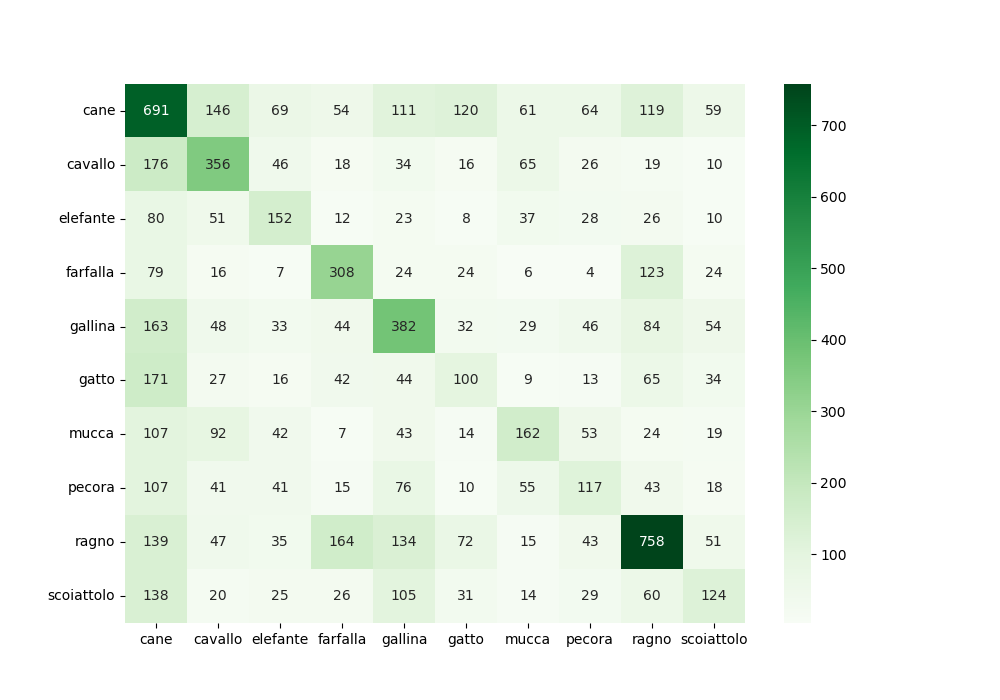 cane 691 146 69 54 111 120 61 64 119 59
cavallo 176 356 46 18 34 16 65 26 19 10
elefante 80 51 152 12 23 8 37 28 26 10
farfalla 79 16 7 308 24 24 6 4 123 24
gallina 163 48 33 44 382 32 29 46 84 54
gatto 171 27 16 42 44 100 9 13 65 34
mucca 107 92 42 7 43 14 162 53 24 19
pecora 107 41 41 15 76 10 55 117 43 18
ragno 139 47 35 164 134 72 15 43 758 51
scoiattolo 138 20 25 26 105 31 14 29 60 124
cane cavallo elefante farfalla gallina gatto mucca pecora ragno scoiattolo
700
600
500
400
300
200
100